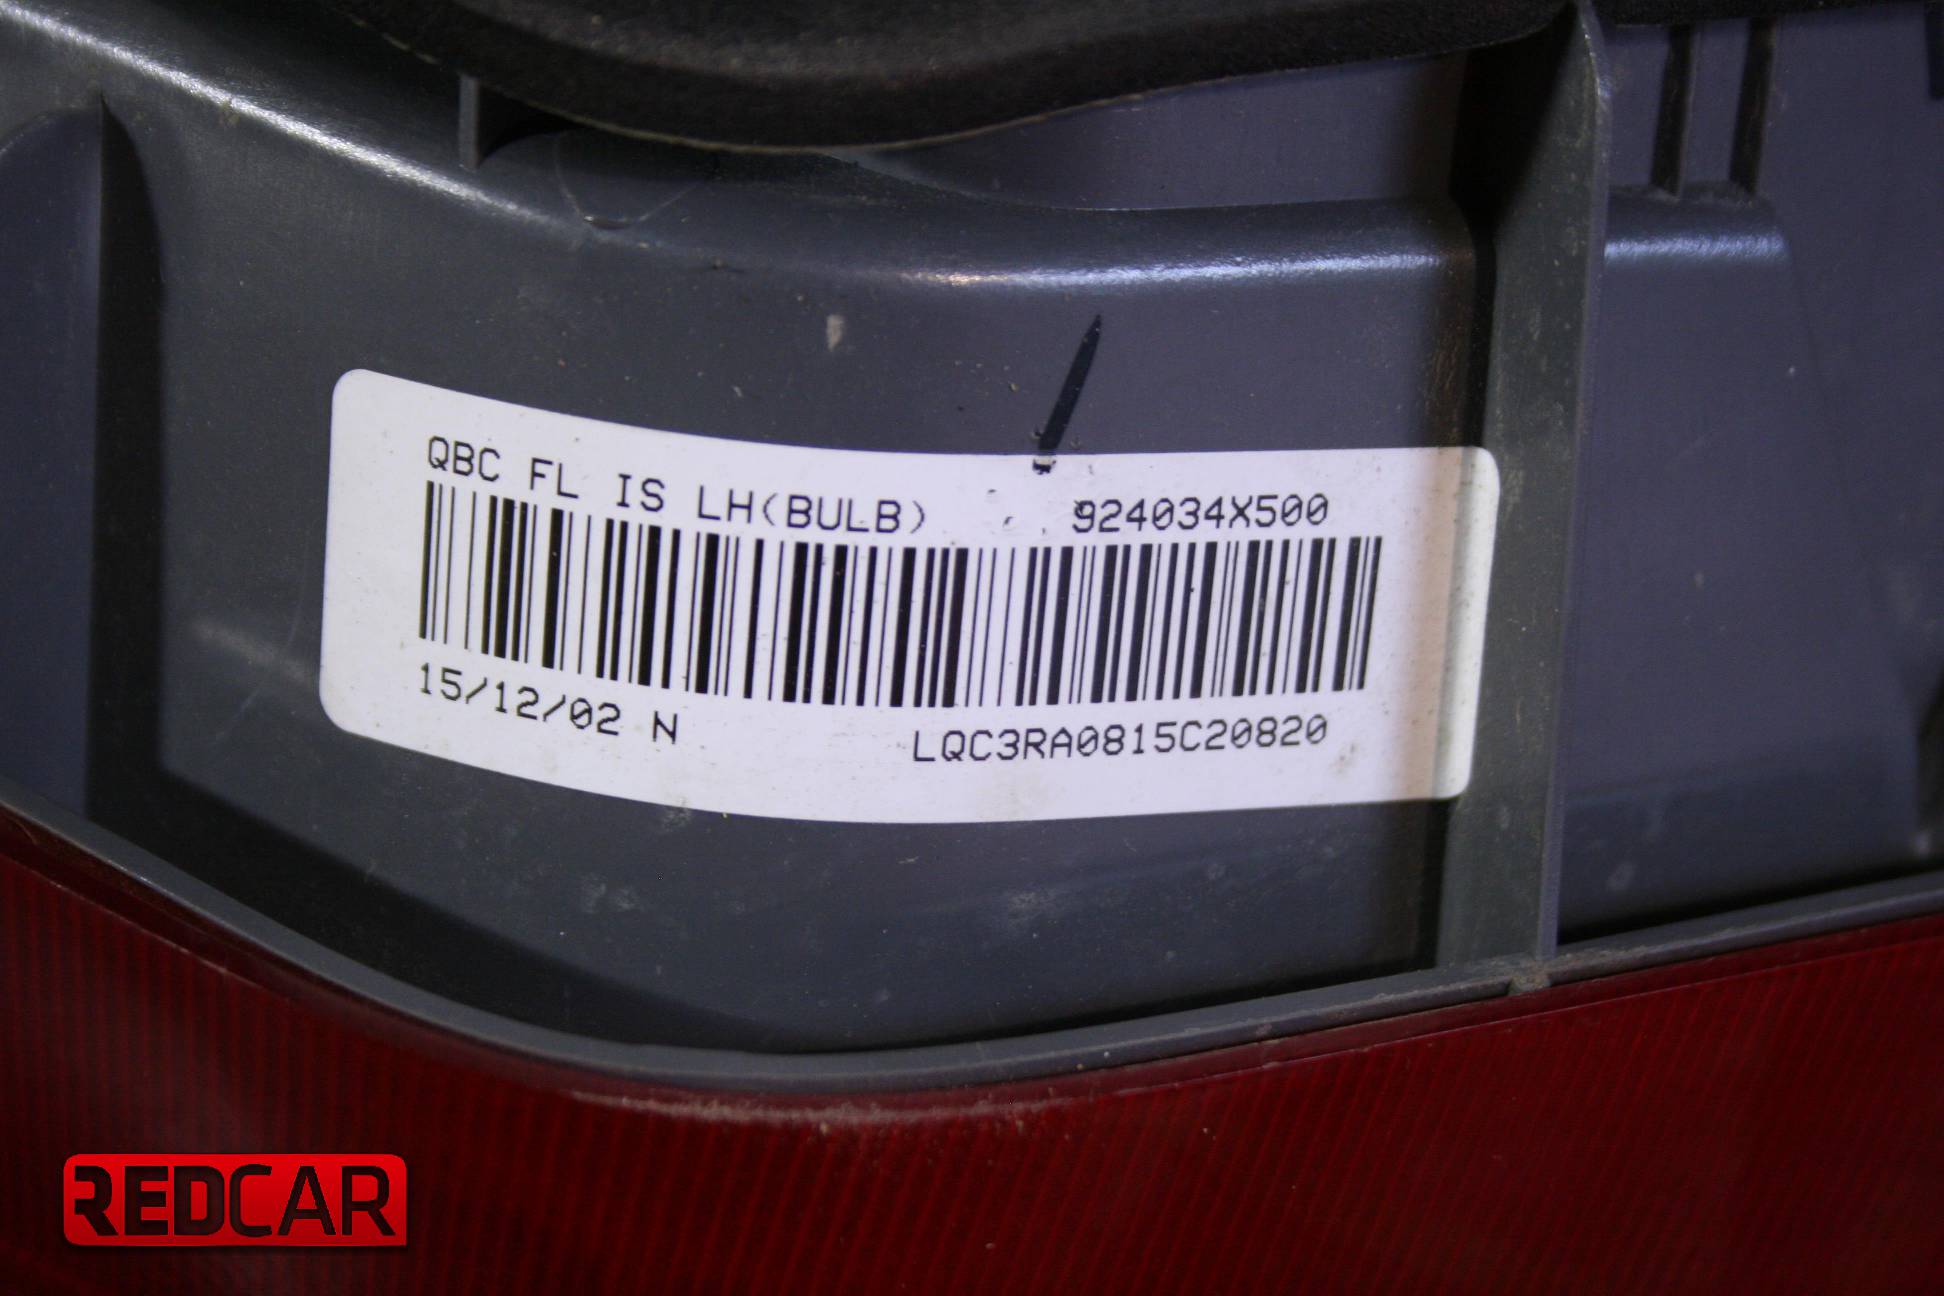 QBC FL IS LH(BULB) 924034X500
15/12/02 N LQC3RA0815C20820
REDCAR